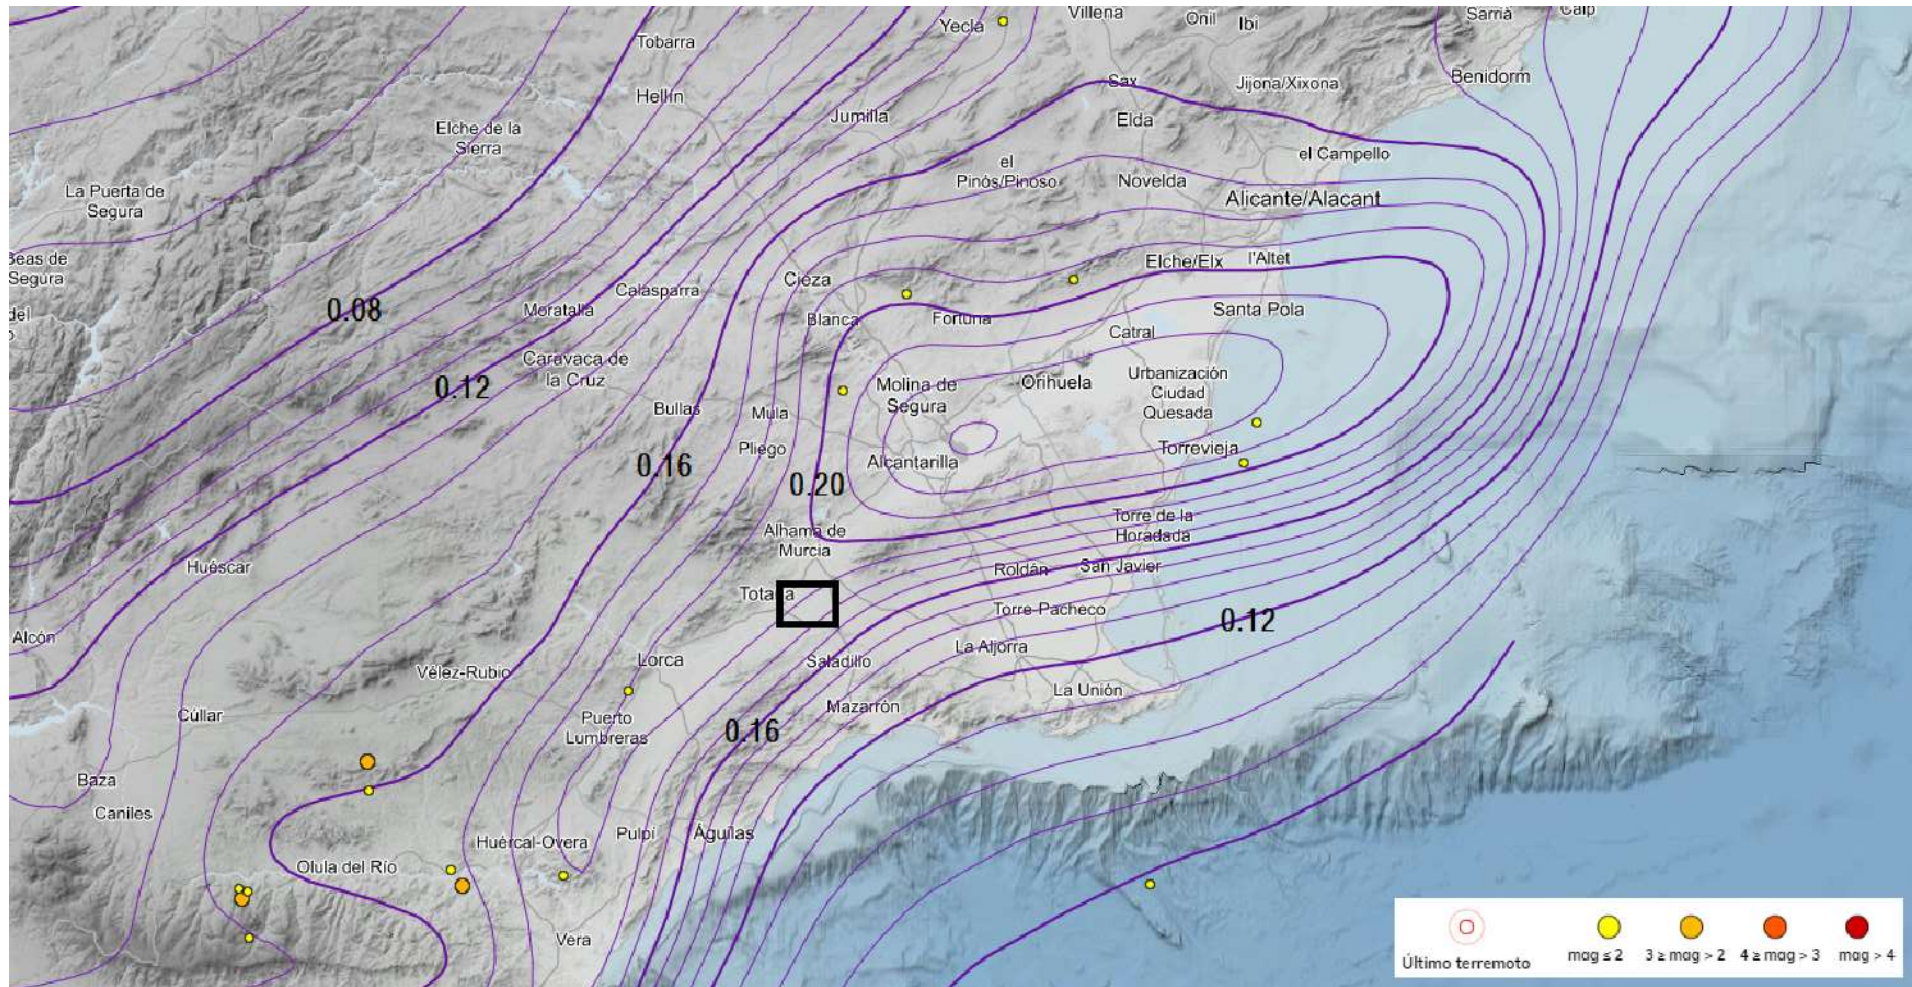 Villena
Onil
Ibi
Sarrià
Calp
Yecla
Tobarra
Sax
Jijona/Xixona
Benidorm
Hellín
Jumilla
Elda
Elche de la
Sierra
el Campello
el
Pinós/Pinoso
Novelda
La Puerta de
Segura
Alicante/Alacant
Beas de
Segura
Elche/Elx
l'Altet
Cieza
Calasparra
0.08
Moratalla
Blanca
Fortuna
Santa Pola
Catral
Caravaca de
la Cruz
0.12
Molina de
Segura
Orihuela
Urbanización
Ciudad
Quesada
Bullas
Mula
Pliego
Torrevieja
0.16
Alcantarilla
0.20
Alhama de
Murcia
Torre de la
Horadada
Huéscar
Roldán
San Javier
Totana
Torre-Pacheco
0.12
Alcón
La Aljorra
Lorca
Saladillo
Vélez-Rubio
La Unión
Mazarrón
Cúllar
Puerto
Lumbreras
0.16
Baza
Caniles
Pulpí
Águilas
Huércal-Overa
Olula del Río
Vera
Último terremoto
mag ≤ 2
3 ≥ mag > 2
4 ≥ mag > 3
mag > 4